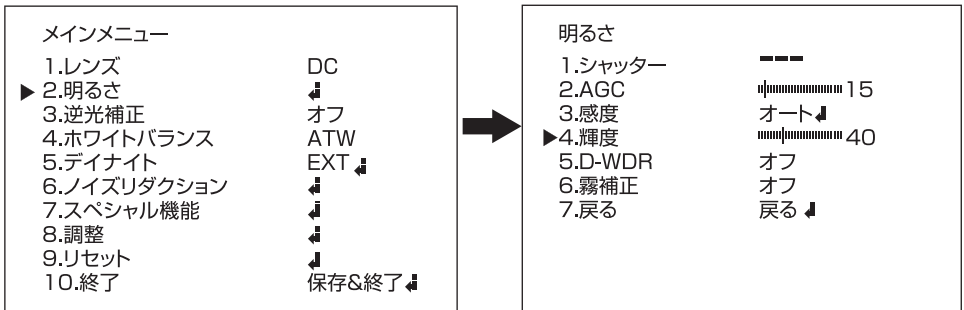 メインメニュー
1.レンズ DC
▶ 2.明るさ ↲
3.逆光補正 オフ
4.ホワイトバランス ATW
5.デイナイト EXT ↲
6.ノイズリダクション ↲
7.スペシャル機能 ↲
8.調整 ↲
9.リセット ↲
10.終了 保存&終了↲
明るさ
1.シャッター ---
2.AGC 15
3.感度 オート↲
▶4.輝度 40
5.D-WDR オフ
6.霧補正 オフ
7.戻る 戻る ↲